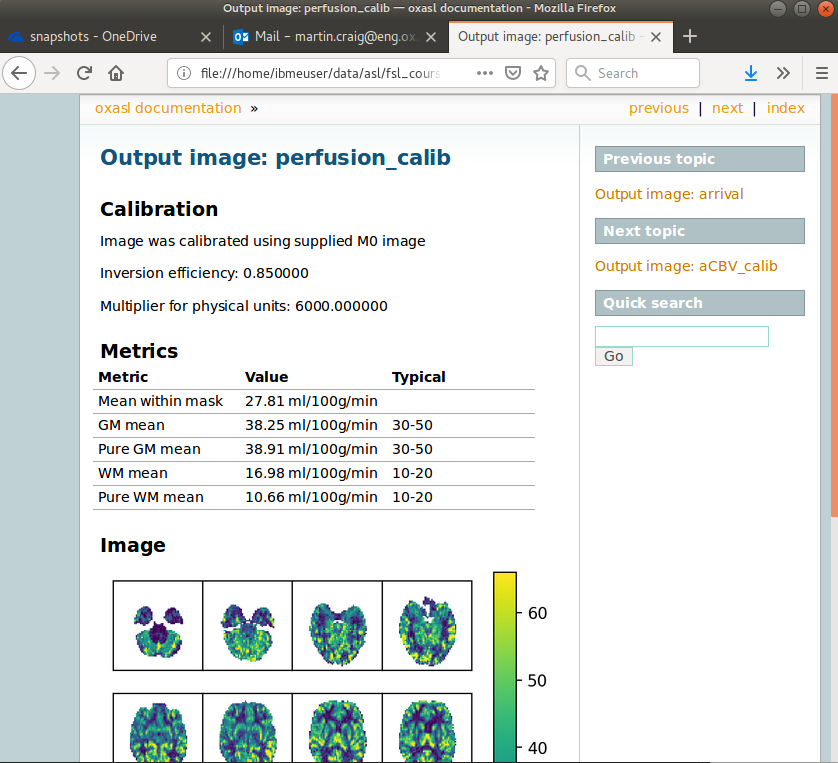 Output image: perfusion_calib — oxasl documentation - Mozilla Firefox
snapshots - OneDrive
Mail – martin.craig@eng.ox.
Output image: perfusion_calib –
file:///home/ibmeuser/data/asl/fsl_cours
Search
oxasl documentation »
previous | next | index
Output image: perfusion_calib
Calibration
Image was calibrated using supplied M0 image
Inversion efficiency: 0.850000
Multiplier for physical units: 6000.000000
Metrics
Metric Value Typical
Mean within mask 27.81 ml/100g/min
GM mean 38.25 ml/100g/min 30-50
Pure GM mean 38.91 ml/100g/min 30-50
WM mean 16.98 ml/100g/min 10-20
Pure WM mean 10.66 ml/100g/min 10-20
Image
60
50
40
Previous topic
Output image: arrival
Next topic
Output image: aCBV_calib
Quick search
Go